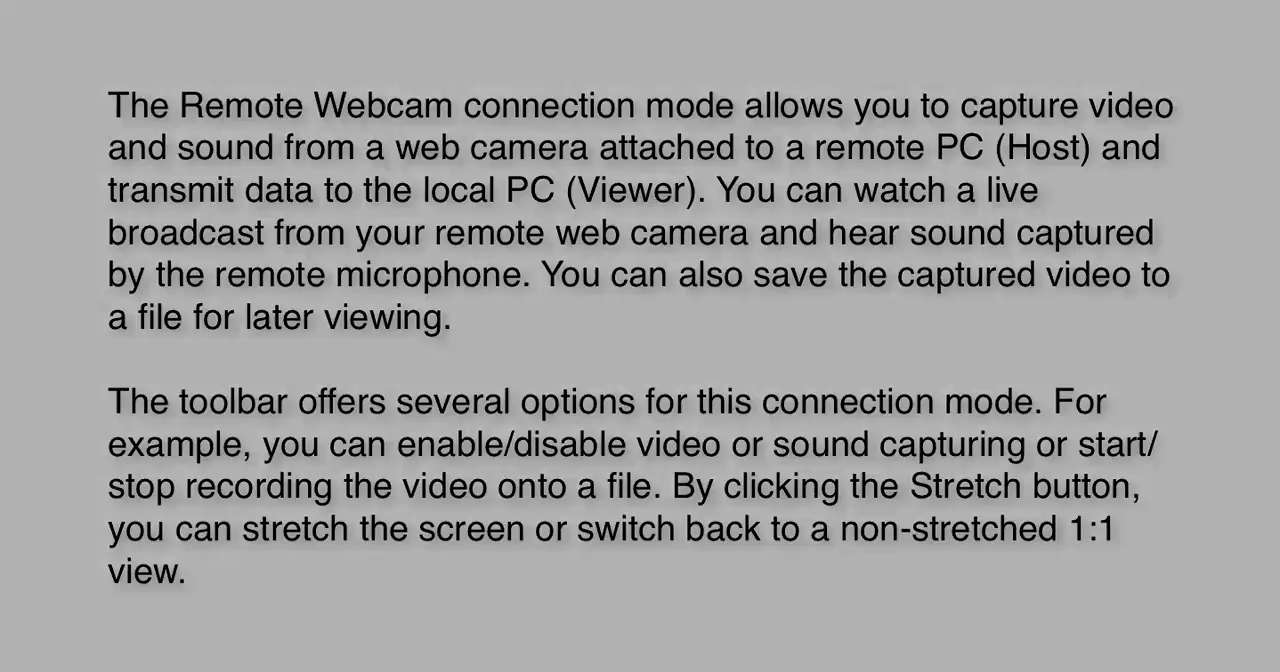 The Remote Webcam connection mode allows you to capture video
and sound from a web camera attached to a remote PC (Host) and
transmit data to the local PC (Viewer). You can watch a live
broadcast from your remote web camera and hear sound captured
by the remote microphone. You can also save the captured video to
a file for later viewing.
The toolbar offers several options for this connection mode. For
example, you can enable/disable video or sound capturing or start/
stop recording the video onto a file. By clicking the Stretch button,
you can stretch the screen or switch back to a non-stretched 1:1
view.